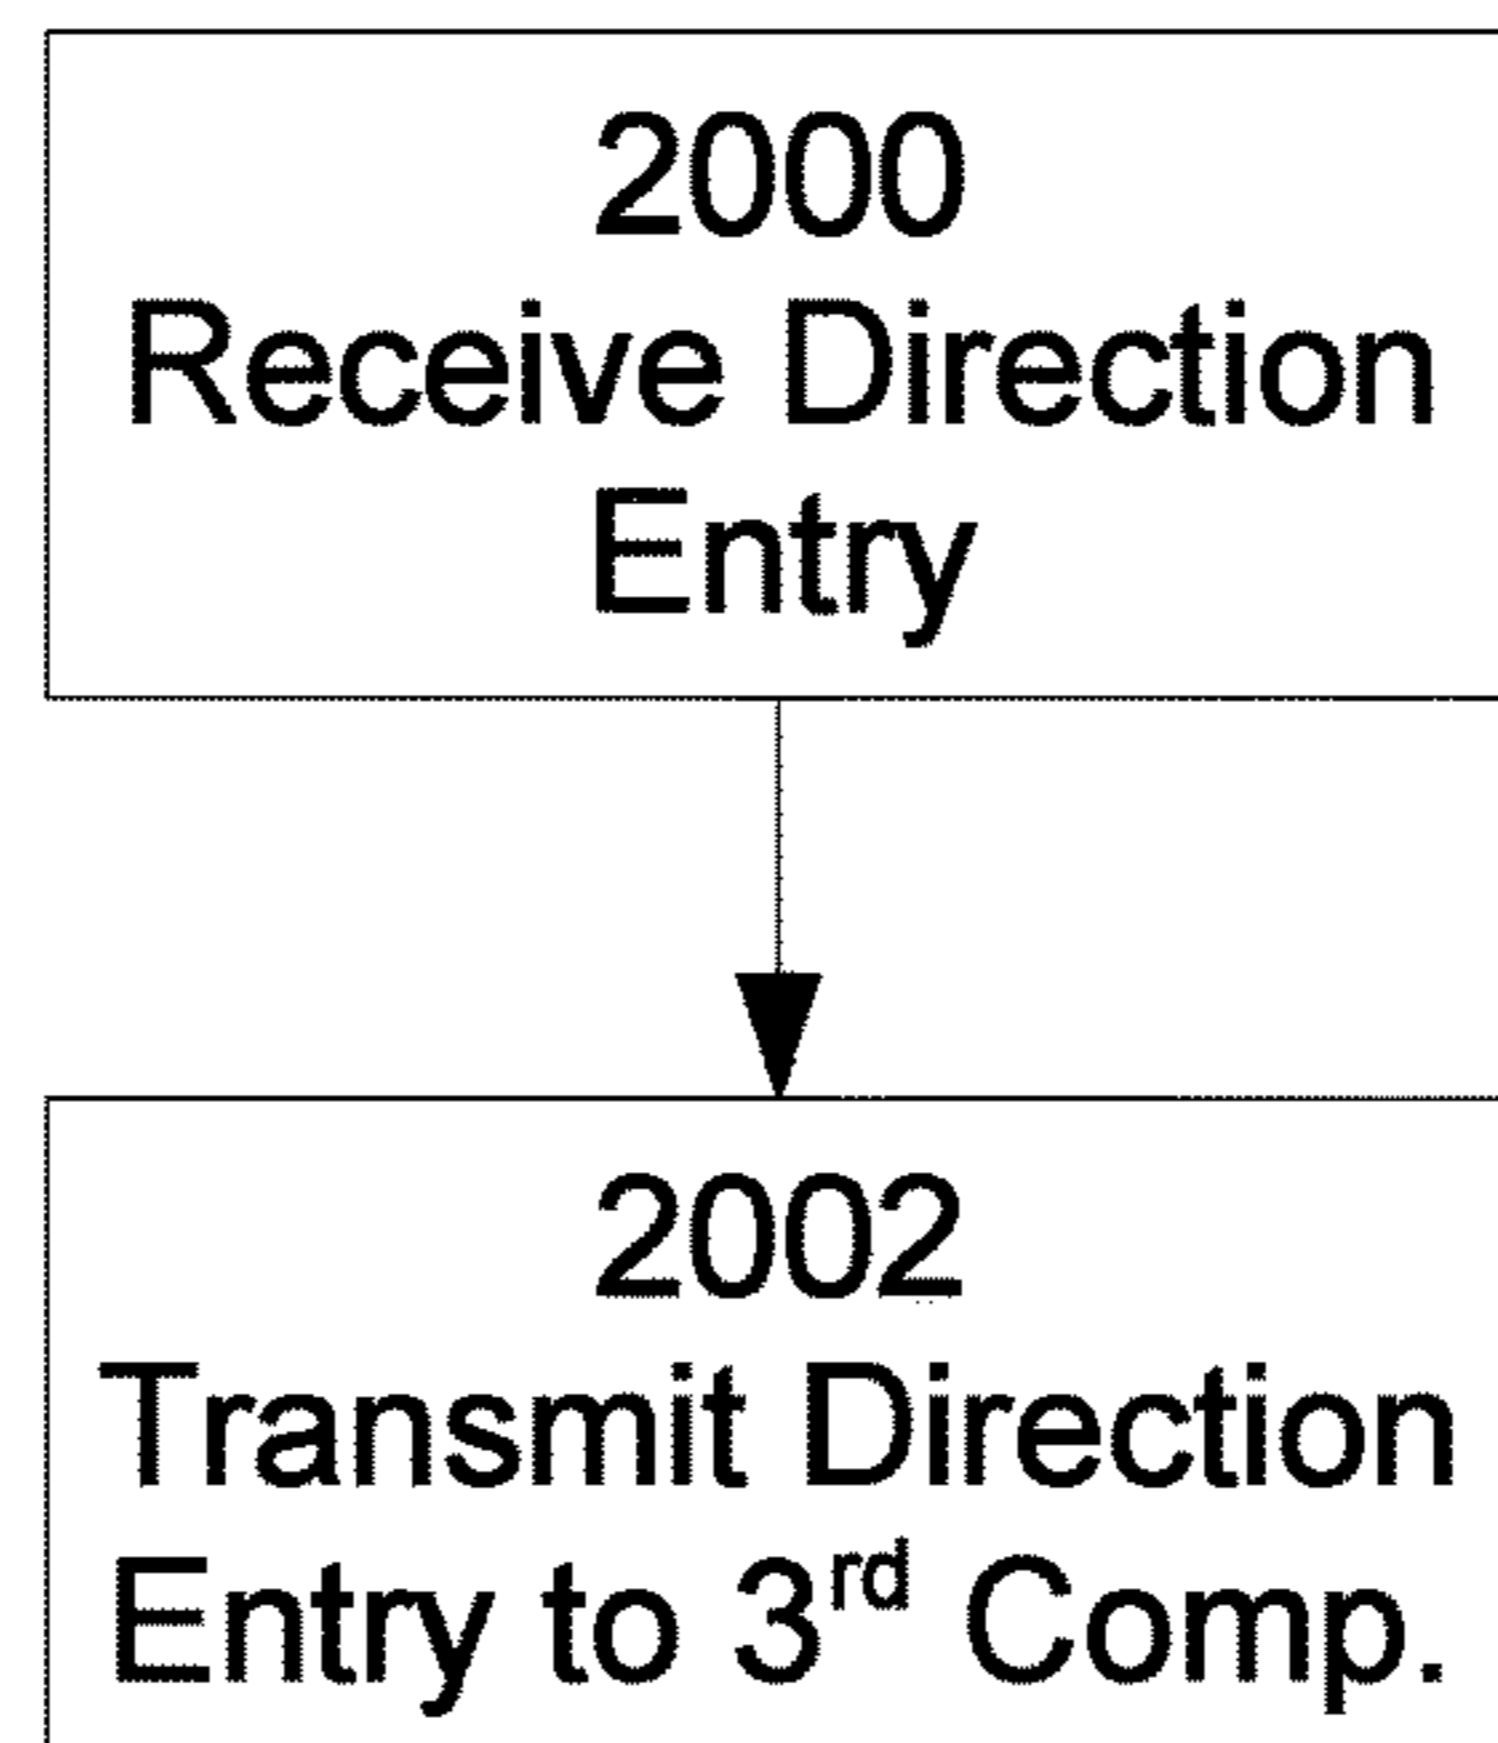 2000
Receive Direction
Entry
2002
Transmit Direction
Entry to 3rd Comp.